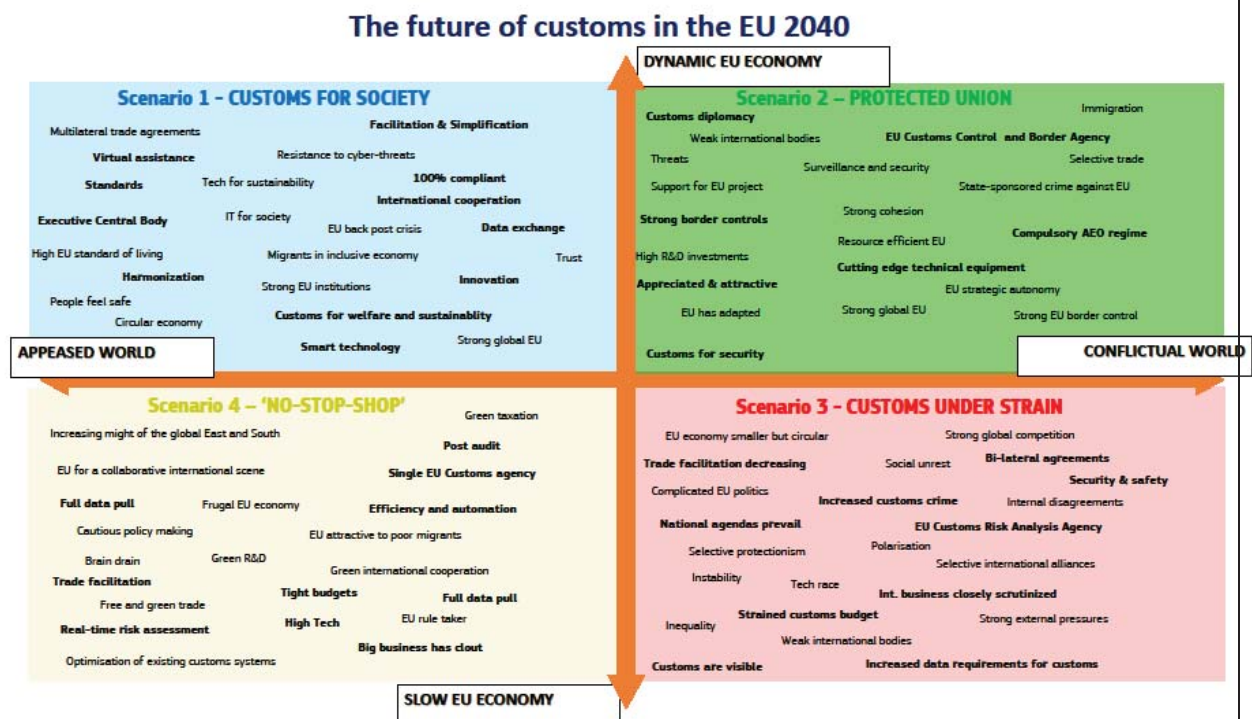 The future of customs in the EU 2040
DYNAMIC EU ECONOMY
Scenario 1 - CUSTOMS FOR SOCIETY
Facilitation & Simplification
Multilateral trade agreements
Virtual assistance
Resistance to cyber-threats
Standards
Tech for sustainability
100% compliant
International cooperation
Executive Central Body
IT for society
EU back post crisis
Data exchange
High EU standard of living
Migrants in inclusive economy
Trust
Harmonization
Strong EU institutions
Innovation
People feel safe
Circular economy
Customs for welfare and sustainablity
Smart technology
Strong global EU
Scenario 2 – PROTECTED UNION
Immigration
Customs diplomacy
Weak international bodies
EU Customs Control and Border Agency
Threats
Surveillance and security
Selective trade
Support for EU project
State-sponsored crime against EU
Strong border controls
Strong cohesion
Resource efficient EU
Compulsory AEO regime
High R&D investments
Cutting edge technical equipment
Appreciated & attractive
EU strategic autonomy
EU has adapted
Strong global EU
Strong EU border control
Customs for security
APPEASED WORLD
CONFLICTUAL WORLD
Scenario 4 – 'NO-STOP-SHOP'
Green taxation
Increasing might of the global East and South
Post audit
EU for a collaborative international scene
Single EU Customs agency
Full data pull
Frugal EU economy
Efficiency and automation
Cautious policy making
EU attractive to poor migrants
Brain drain
Green R&D
Green international cooperation
Trade facilitation
Tight budgets
Full data pull
Free and green trade
High Tech
EU rule taker
Real-time risk assessment
Big business has clout
Optimisation of existing customs systems
Scenario 3 - CUSTOMS UNDER STRAIN
EU economy smaller but circular
Strong global competition
Trade facilitation decreasing
Social unrest
Bi-lateral agreements
Security & safety
Complicated EU politics
Increased customs crime
Internal disagreements
National agendas prevail
EU Customs Risk Analysis Agency
Selective protectionism
Polarisation
Selective international alliances
Instability
Tech race
Int. business closely scrutinized
Strained customs budget
Strong external pressures
Inequality
Weak international bodies
Customs are visible
Increased data requirements for customs
SLOW EU ECONOMY